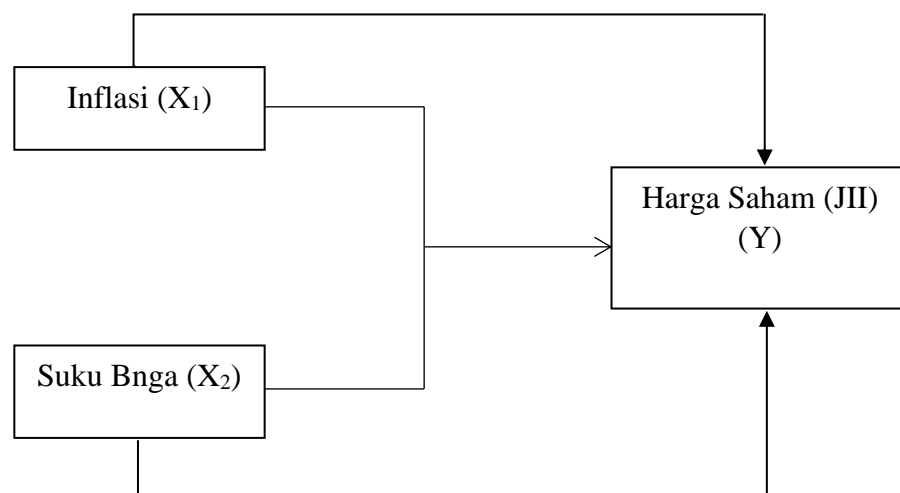 Inflasi (X₁)
Harga Saham (JII)
(Y)
Suku Bnga (X₂)